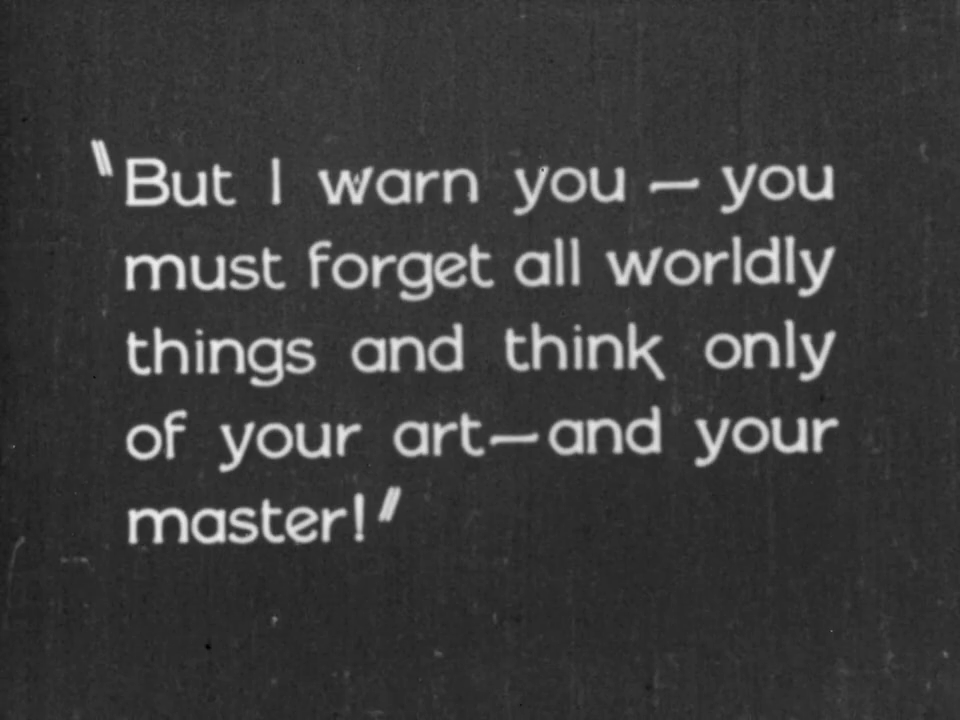 "But I warn you — you
must forget all worldly
things and think only
of your art—and your
master!"